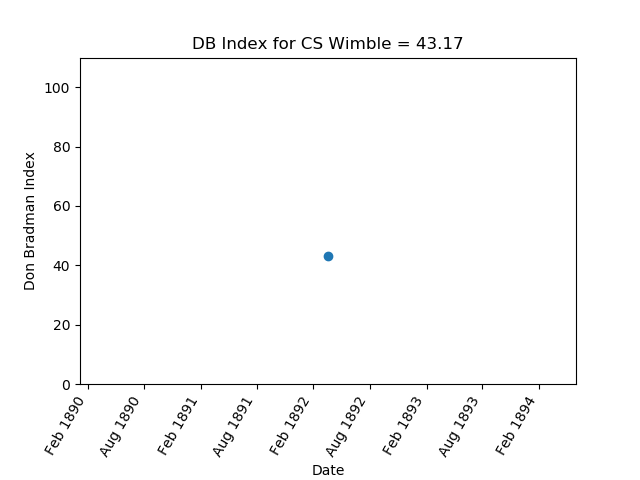 DB Index for CS Wimble = 43.17
Don Bradman Index
100
80
60
40
20
0
Feb 1890
Aug 1890
Feb 1891
Aug 1891
Feb 1892
Aug 1892
Feb 1893
Aug 1893
Feb 1894
Date